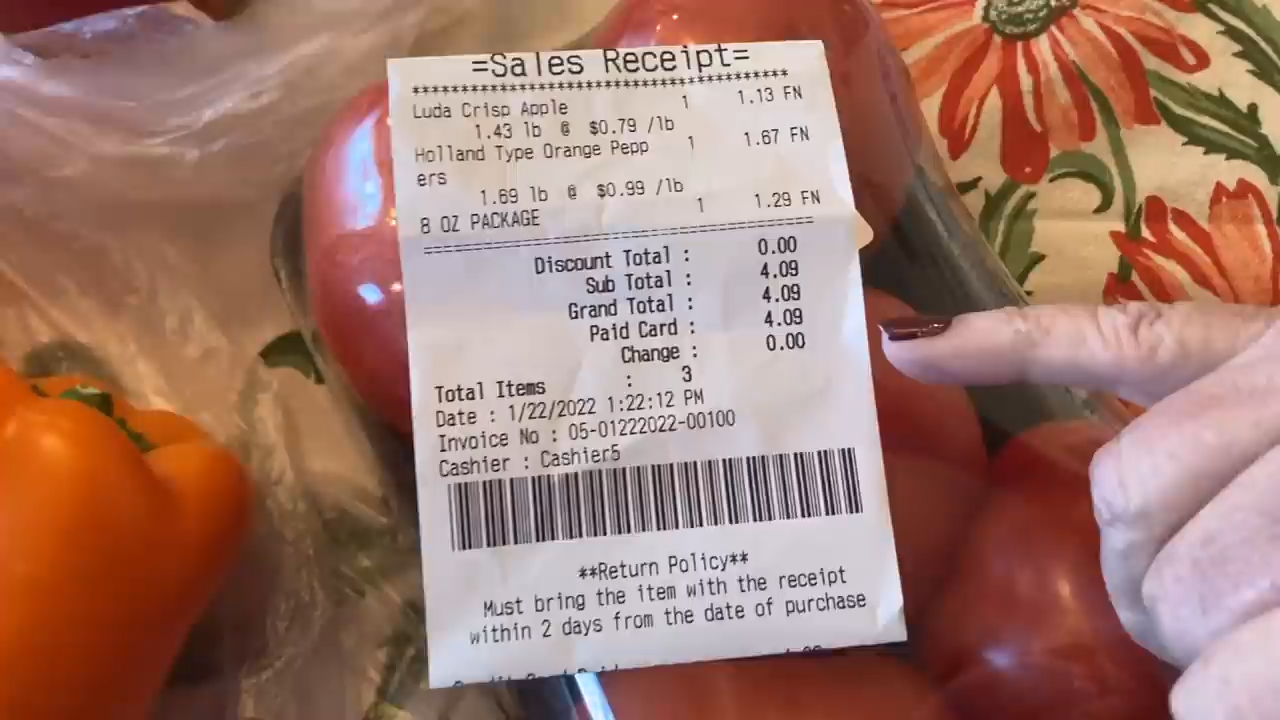 =Sales Receipt=
****************************************
Luda Crisp Apple 1 1.13 FN
1.43 lb @ $0.79 /lb
Holland Type Orange Pepp 1 1.67 FN
ers
1.69 lb @ $0.99 /lb
8 OZ PACKAGE 1 1.29 FN
========================================
Discount Total : 0.00
Sub Total : 4.09
Grand Total : 4.09
Paid Card : 4.09
Change : 0.00
Total Items : 3
Date : 1/22/2022 1:22:12 PM
Invoice No : 05-01222022-00100
Cashier : Cashier5
**Return Policy**
Must bring the item with the receipt
within 2 days from the date of purchase